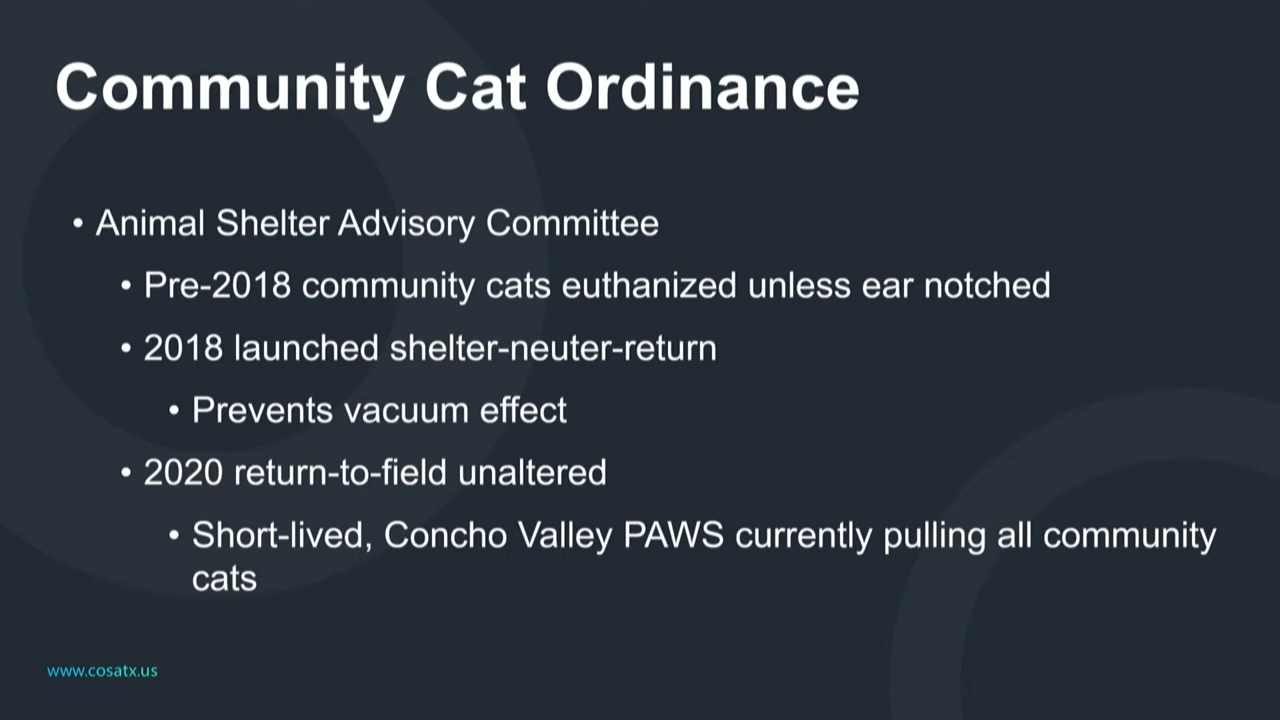 Community Cat Ordinance
• Animal Shelter Advisory Committee
• Pre-2018 community cats euthanized unless ear notched
• 2018 launched shelter-neuter-return
• Prevents vacuum effect
• 2020 return-to-field unaltered
• Short-lived, Concho Valley PAWS currently pulling all community
cats
www.cosatx.us